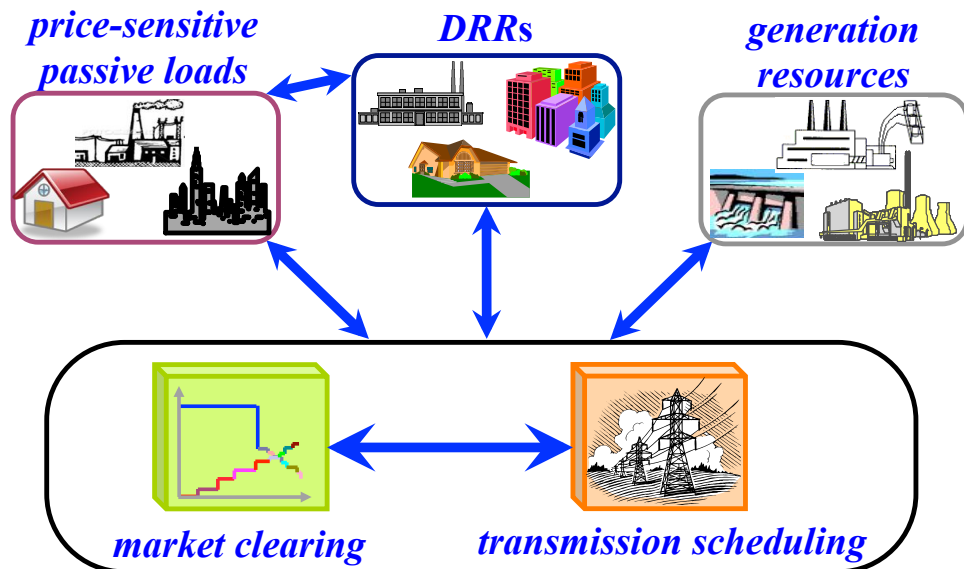 price-sensitive
passive loads
DRRs
generation
resources
market clearing
transmission scheduling